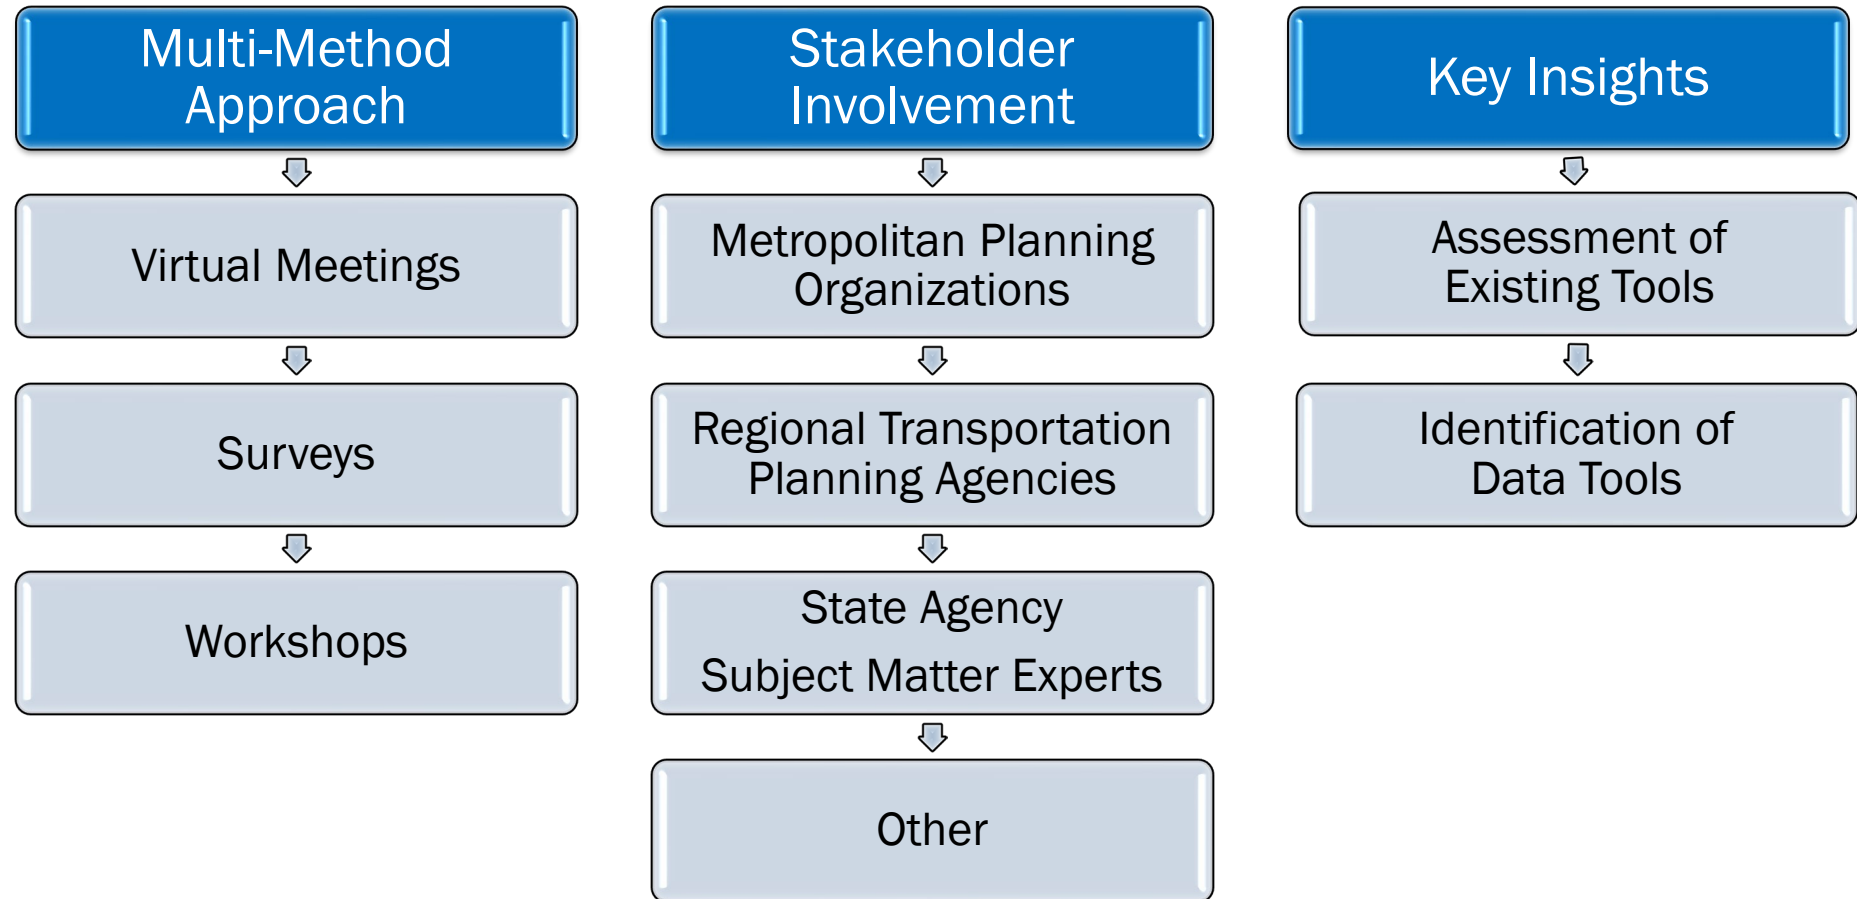 Multi-Method
Approach
Virtual Meetings
Surveys
Workshops
Stakeholder
Involvement
Metropolitan Planning
Organizations
Regional Transportation
Planning Agencies
State Agency
Subject Matter Experts
Other
Key Insights
Assessment of
Existing Tools
Identification of
Data Tools